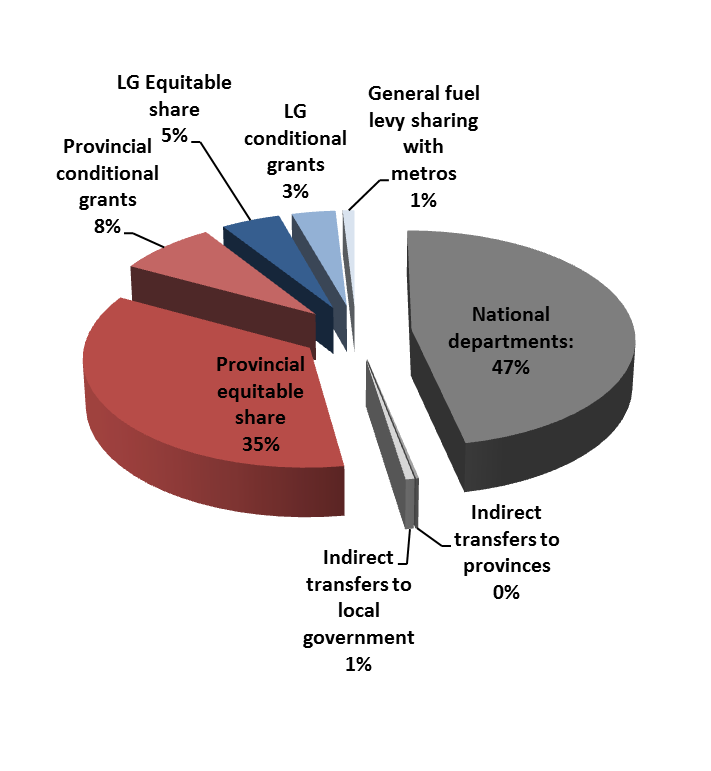 LG Equitable
share
5%
LG
conditional
grants
3%
General fuel
levy sharing
with
metros
1%
Provincial
conditional
grants
8%
National
departments:
47%
Provincial
equitable
share
35%
Indirect
transfers to
provinces
0%
Indirect
transfers to
local
government
1%